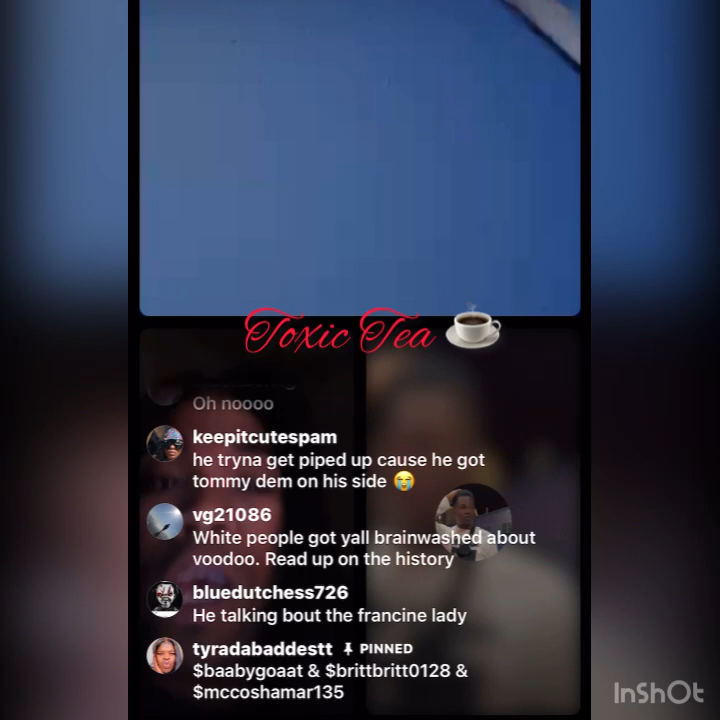 Toxic Tea
Oh noooo
keepitcutespam
he tryna get piped up cause he got
tommy dem on his side 😭
vg21086
White people got yall brainwashed about
voodoo. Read up on the history
bluedutchess726
He talking bout the francine lady
tyradabaddestt PINNED
$baabygoaat & $brittbritt0128 &
$mccoshamar135
InShOt